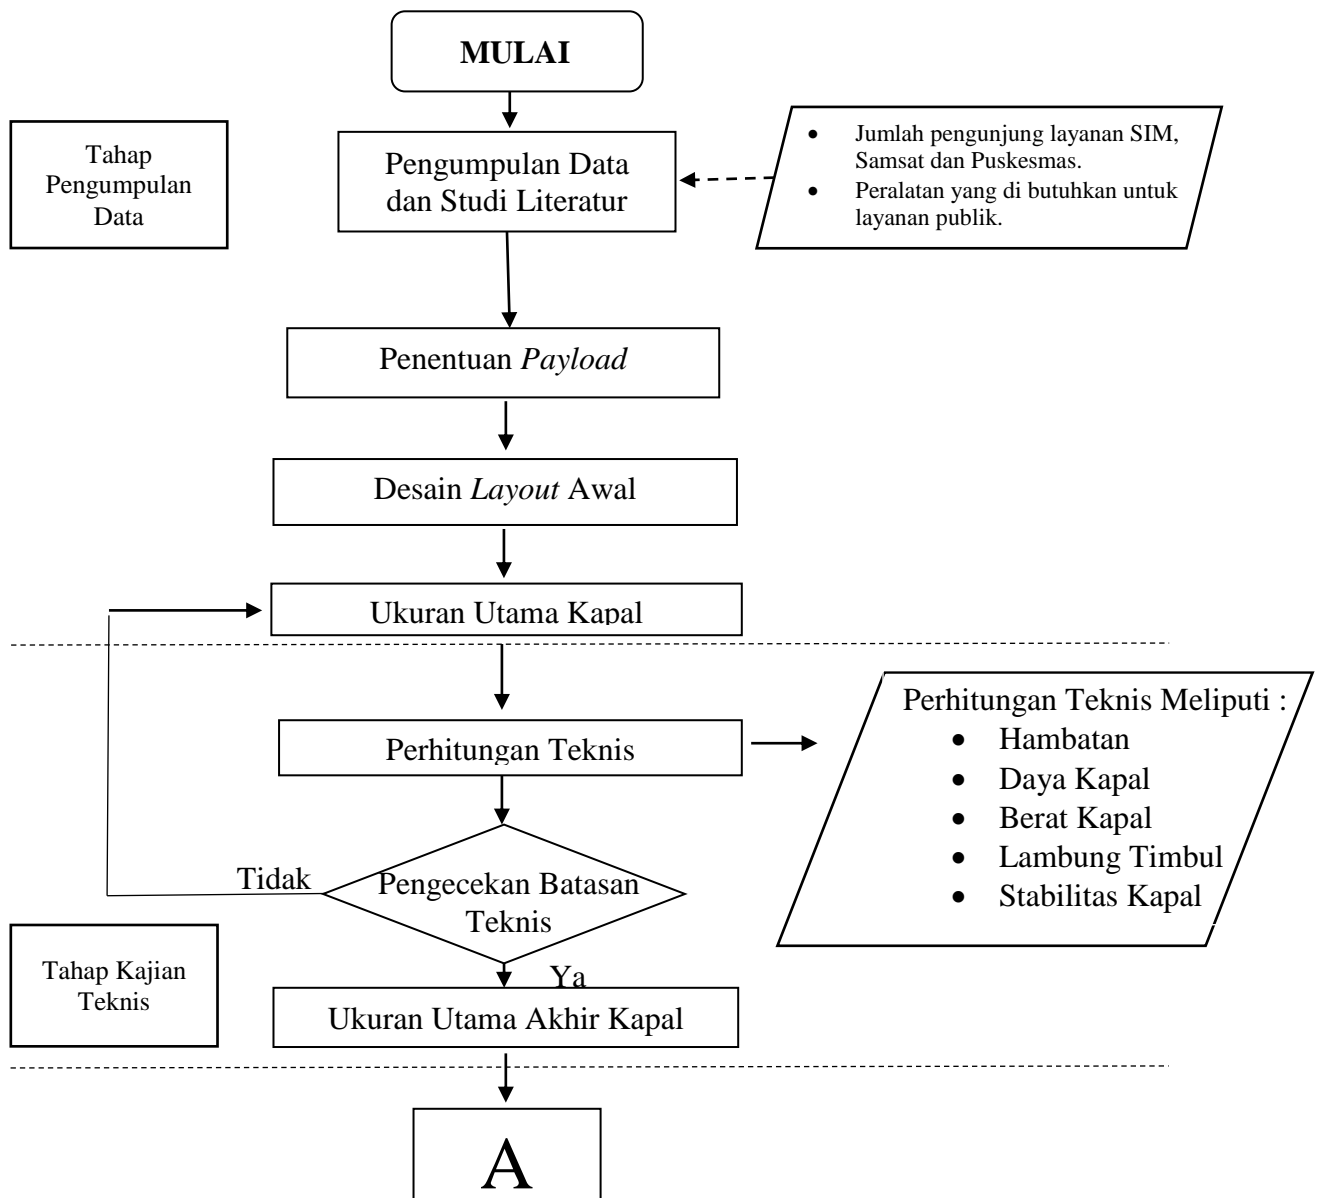 MULAI
Tahap
Pengumpulan
Data
Pengumpulan Data
dan Studi Literatur
• Jumlah pengunjung layanan SIM,
Samsat dan Puskesmas.
• Peralatan yang di butuhkan untuk
layanan publik.
Penentuan Payload
Desain Layout Awal
Ukuran Utama Kapal
Perhitungan Teknis
Perhitungan Teknis Meliputi :
• Hambatan
• Daya Kapal
• Berat Kapal
• Lambung Timbul
• Stabilitas Kapal
Tidak
Pengecekan Batasan
Teknis
Ya
Tahap Kajian
Teknis
Ukuran Utama Akhir Kapal
A